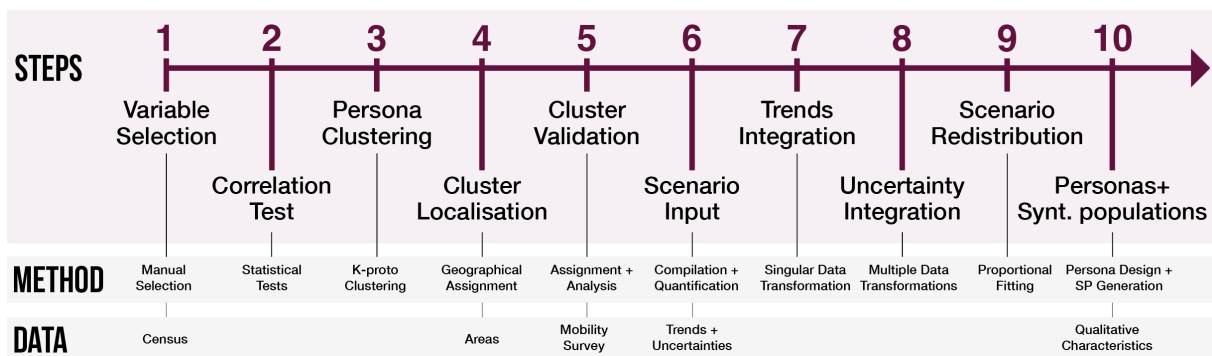 1 2 3 4 5 6 7 8 9 10
STEPS
Variable
Selection
Correlation
Test
Persona
Clustering
Cluster
Localisation
Cluster
Validation
Scenario
Input
Trends
Integration
Uncertainty
Integration
Scenario
Redistribution
Personas+
Synt. populations
METHOD
Manual
Selection
Statistical
Tests
K-proto
Clustering
Geographical
Assignment
Assignment +
Analysis
Compilation +
Quantification
Singular Data
Transformation
Multiple Data
Transformations
Proportional
Fitting
Persona Design +
SP Generation
DATA
Census
Areas
Mobility
Survey
Trends +
Uncertainties
Qualitative
Characteristics